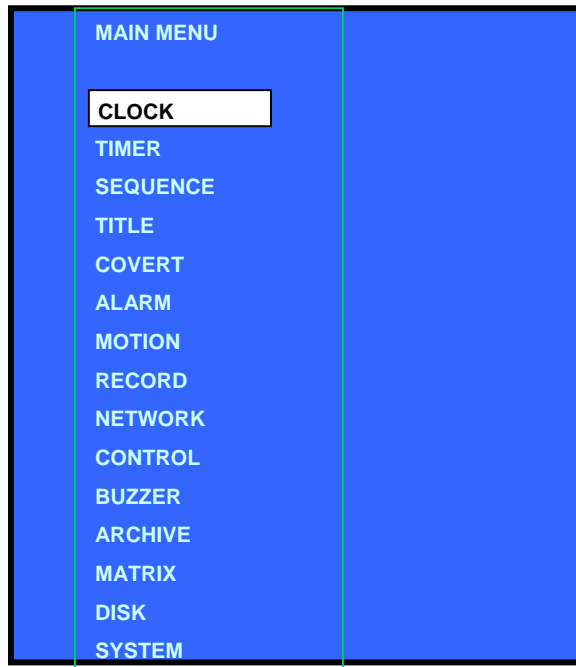 MAIN MENU
CLOCK
TIMER
SEQUENCE
TITLE
COVERT
ALARM
MOTION
RECORD
NETWORK
CONTROL
BUZZER
ARCHIVE
MATRIX
DISK
SYSTEM